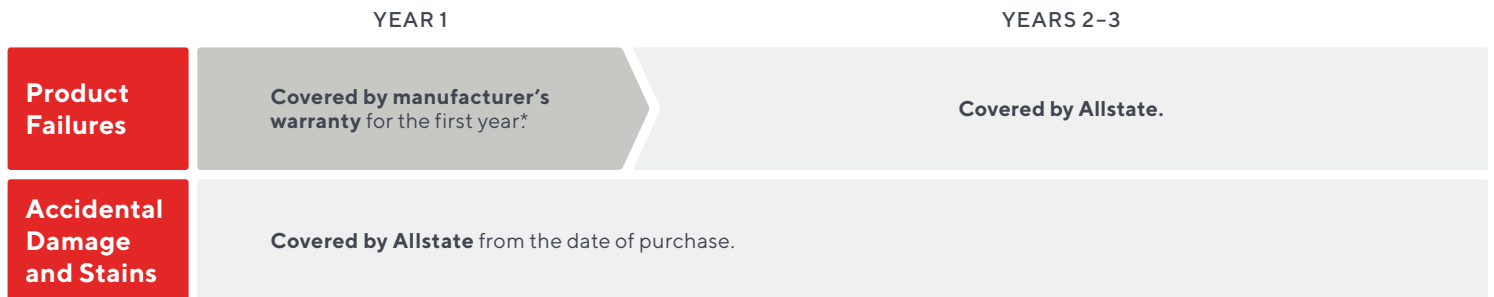 YEAR 1
YEARS 2–3
Product
Failures
Covered by manufacturer’s
warranty for the first year.*
Covered by Allstate.
Accidental
Damage
and Stains
Covered by Allstate from the date of purchase.